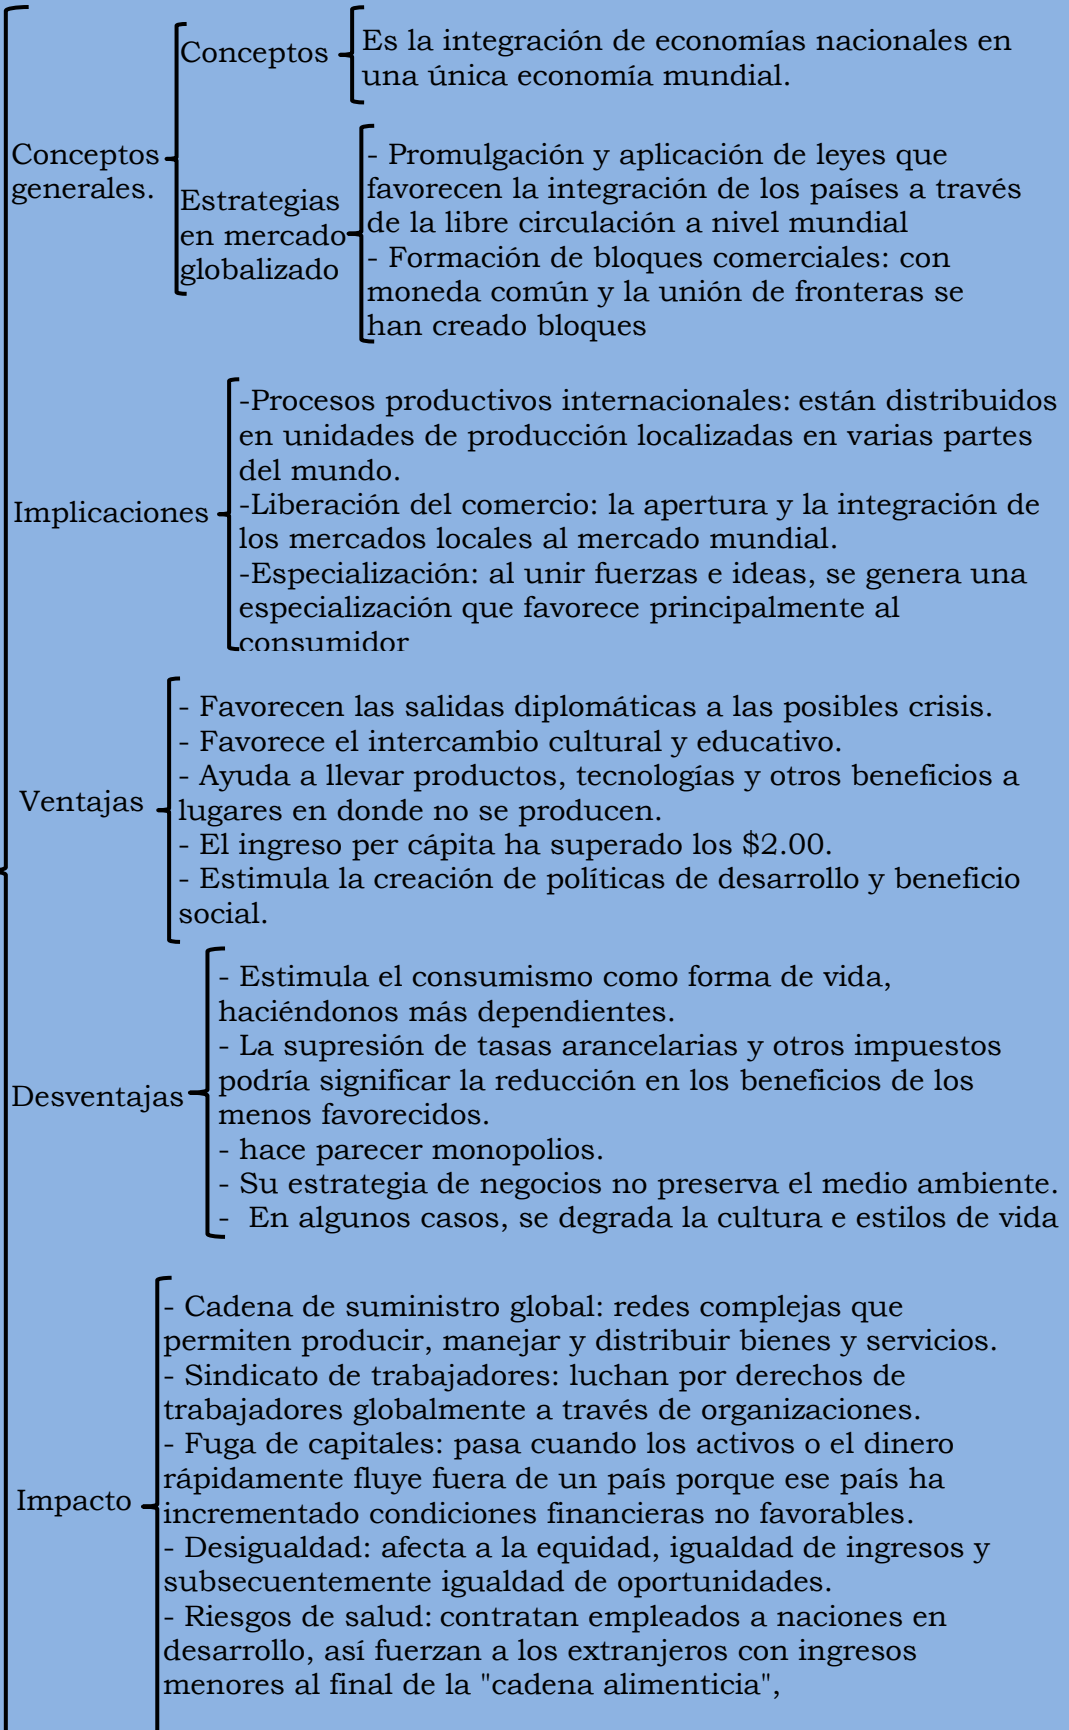 Conceptos
Es la integración de economías nacionales en
una única economía mundial.
Conceptos
generales.
Estrategias
en mercado
globalizado
- Promulgación y aplicación de leyes que
favorecen la integración de los países a través
de la libre circulación a nivel mundial
- Formación de bloques comerciales: con
moneda común y la unión de fronteras se
han creado bloques
Implicaciones
-Procesos productivos internacionales: están distribuidos
en unidades de producción localizadas en varias partes
del mundo.
-Liberación del comercio: la apertura y la integración de
los mercados locales al mercado mundial.
-Especialización: al unir fuerzas e ideas, se genera una
especialización que favorece principalmente al
consumidor
Ventajas
- Favorecen las salidas diplomáticas a las posibles crisis.
- Favorece el intercambio cultural y educativo.
- Ayuda a llevar productos, tecnologías y otros beneficios a
lugares en donde no se producen.
- El ingreso per cápita ha superado los $2.00.
- Estimula la creación de políticas de desarrollo y beneficio
social.
Desventajas
- Estimula el consumismo como forma de vida,
haciéndonos más dependientes.
- La supresión de tasas arancelarias y otros impuestos
podría significar la reducción en los beneficios de los
menos favorecidos.
- hace parecer monopolios.
- Su estrategia de negocios no preserva el medio ambiente.
- En algunos casos, se degrada la cultura e estilos de vida
Impacto
- Cadena de suministro global: redes complejas que
permiten producir, manejar y distribuir bienes y servicios.
- Sindicato de trabajadores: luchan por derechos de
trabajadores globalmente a través de organizaciones.
- Fuga de capitales: pasa cuando los activos o el dinero
rápidamente fluye fuera de un país porque ese país ha
incrementado condiciones financieras no favorables.
- Desigualdad: afecta a la equidad, igualdad de ingresos y
subsecuentemente igualdad de oportunidades.
- Riesgos de salud: contratan empleados a naciones en
desarrollo, así fuerzan a los extranjeros con ingresos
menores al final de la "cadena alimenticia",